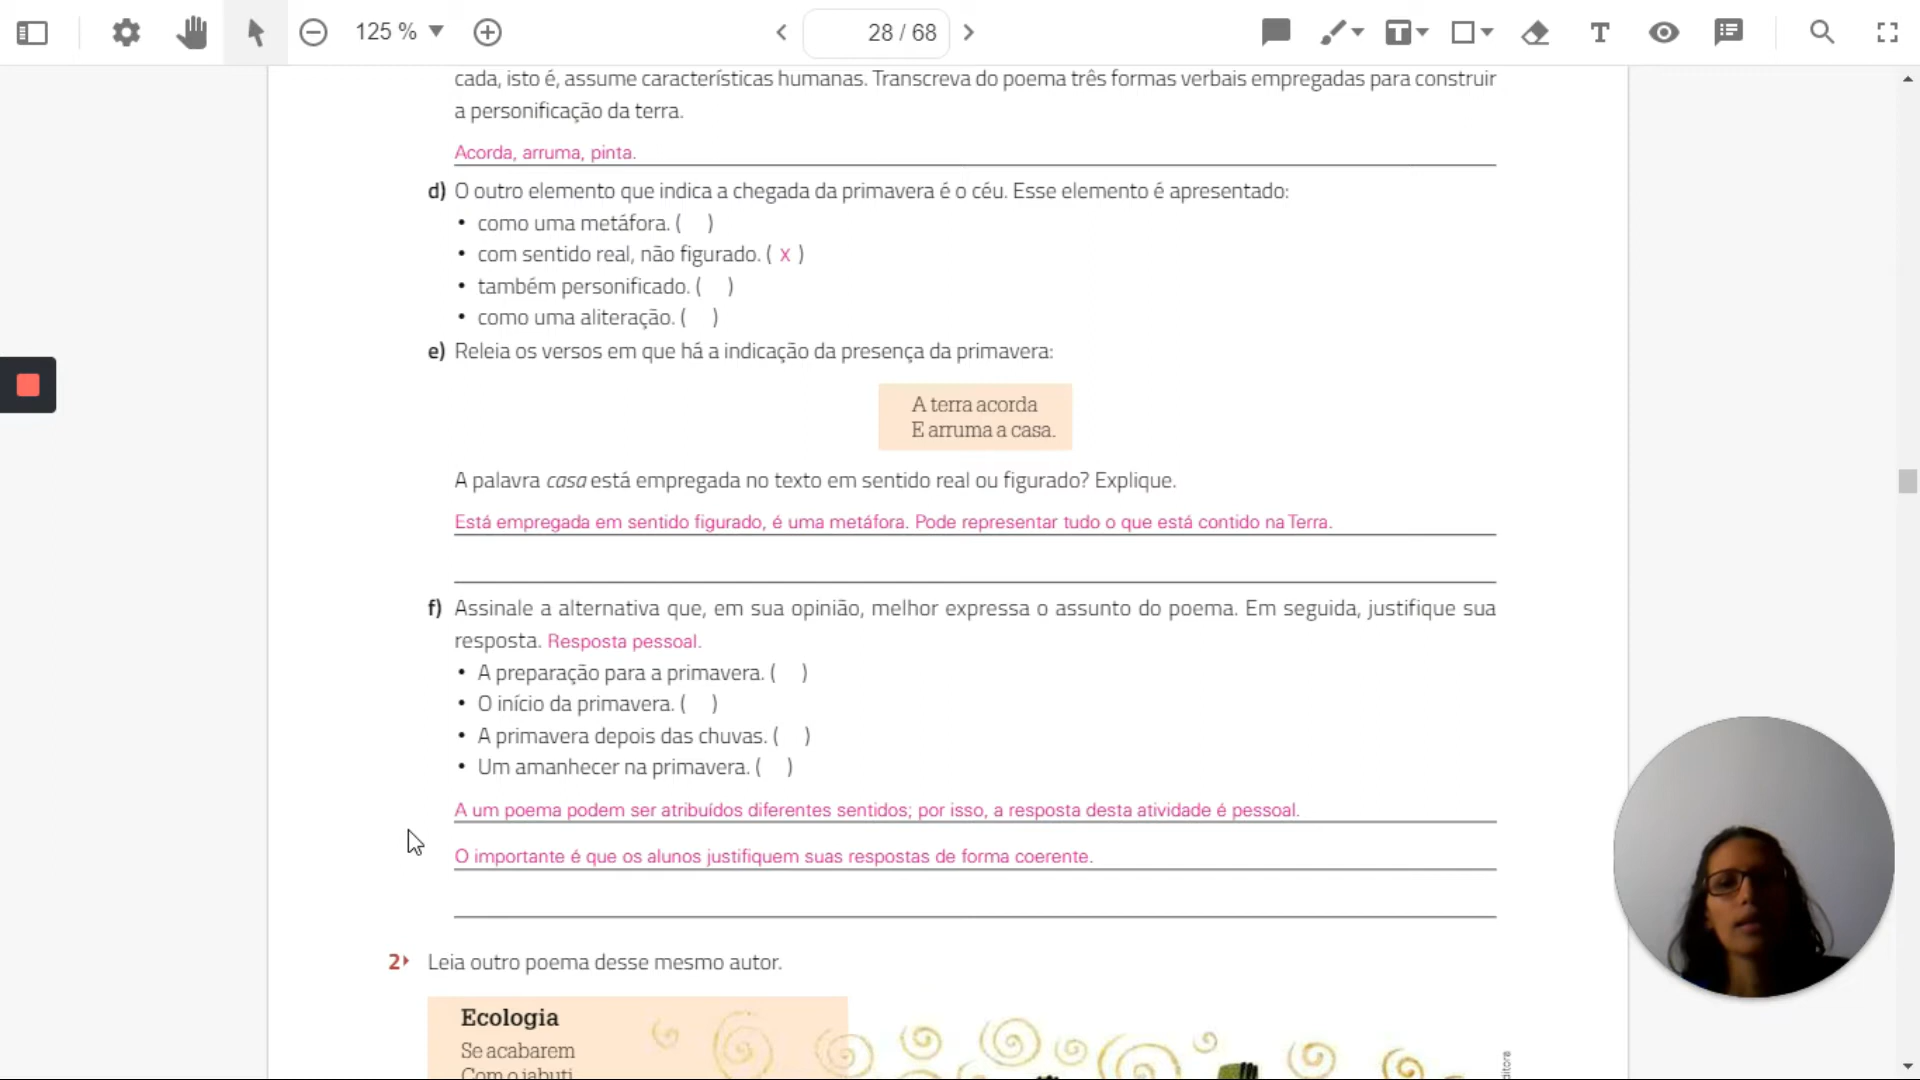 125 %
28 / 68
cada, isto é, assume características humanas. Transcreva do poema três formas verbais empregadas para construir
a personificação da terra.
Acorda, arruma, pinta.
d) O outro elemento que indica a chegada da primavera é o céu. Esse elemento é apresentado:
• como uma metáfora. ( )
• com sentido real, não figurado. ( x )
• também personificado. ( )
• como uma aliteração. ( )
e) Releia os versos em que há a indicação da presença da primavera:
A terra acorda
E arruma a casa.
A palavra casa está empregada no texto em sentido real ou figurado? Explique.
Está empregada em sentido figurado, é uma metáfora. Pode representar tudo o que está contido na Terra.
f) Assinale a alternativa que, em sua opinião, melhor expressa o assunto do poema. Em seguida, justifique sua
resposta. Resposta pessoal.
• A preparação para a primavera. ( )
• O início da primavera. ( )
• A primavera depois das chuvas. ( )
• Um amanhecer na primavera. ( )
A um poema podem ser atribuídos diferentes sentidos; por isso, a resposta desta atividade é pessoal.
O importante é que os alunos justifiquem suas respostas de forma coerente.
2 Leia outro poema desse mesmo autor.
Ecologia
Se acabarem
Com o jabuti